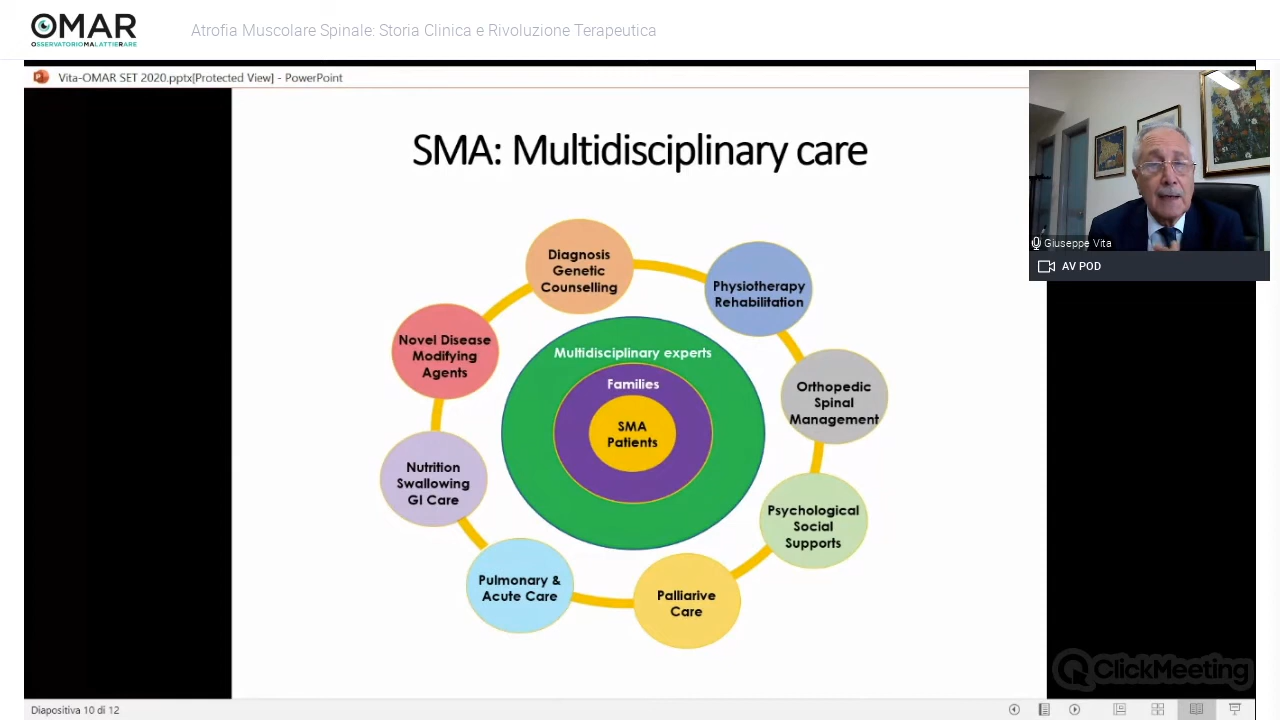 OMAR
OSSERVATORIOMALATTIERARE
Atrofia Muscolare Spinale: Storia Clinica e Rivoluzione Terapeutica
Vita-OMAR SET 2020.pptx[Protected View] - PowerPoint
SMA: Multidisciplinary care
Diagnosis
Genetic
Counselling
Physiotherapy
Rehabilitation
Novel Disease
Modifying
Agents
Multidisciplinary experts
Families
SMA
Patients
Orthopedic
Spinal
Management
Nutrition
Swallowing
GI Care
Psychological
Social
Supports
Pulmonary &
Acute Care
Palliarive
Care
Giuseppe Vita
AV POD
ClickMeeting
Diapositiva 10 di 12